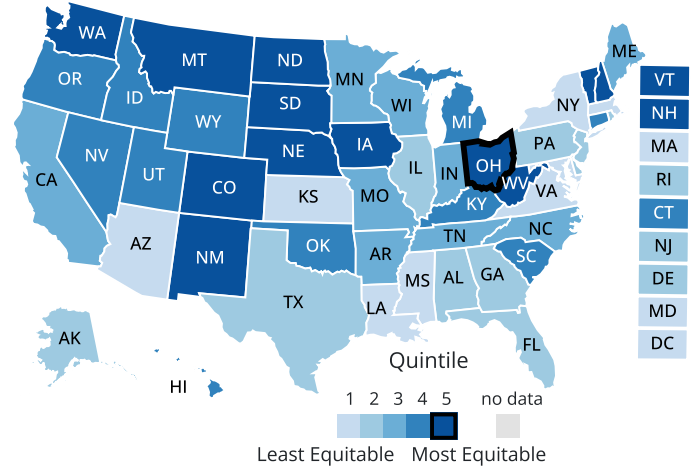 WA
MT
ND
MN
ME
OR
ID
SD
WI
MI
NY
VT
WY
NH
IA
NE
PA
MA
NV
UT
CO
IL
IN
OH
WV
VA
RI
CA
KS
MO
KY
CT
AZ
NM
OK
AR
TN
NC
SC
NJ
TX
LA
MS
AL
GA
DE
AK
FL
MD
DC
HI
Quintile
1 2 3 4 5 no data
Least Equitable Most Equitable